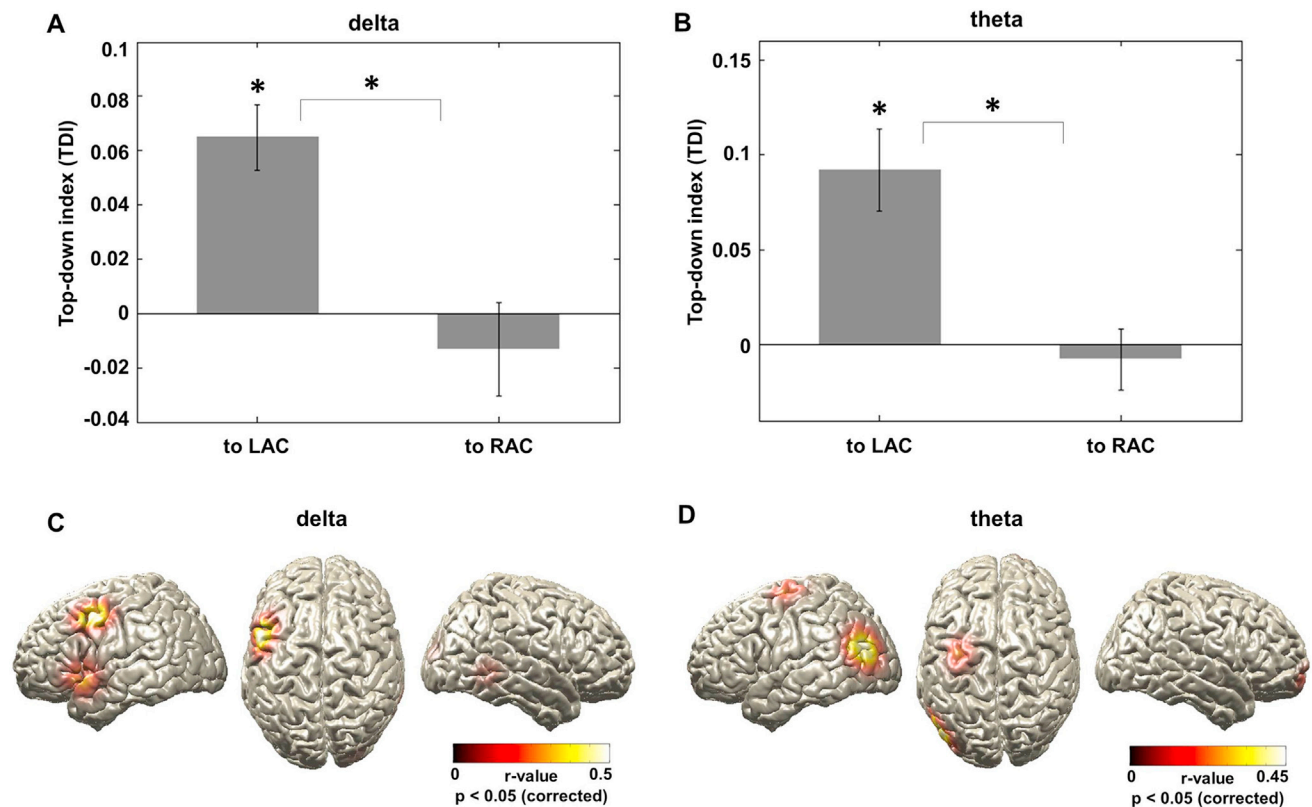 A
delta
Top-down index (TDI)
0.1
0.08
0.06
0.04
0.02
0
-0.02
-0.04
*
*
to LAC
to RAC
B
theta
Top-down index (TDI)
0.15
0.1
0.05
0
*
*
to LAC
to RAC
C
delta
0
r-value
0.5
p < 0.05 (corrected)
D
theta
0
r-value
0.45
p < 0.05 (corrected)